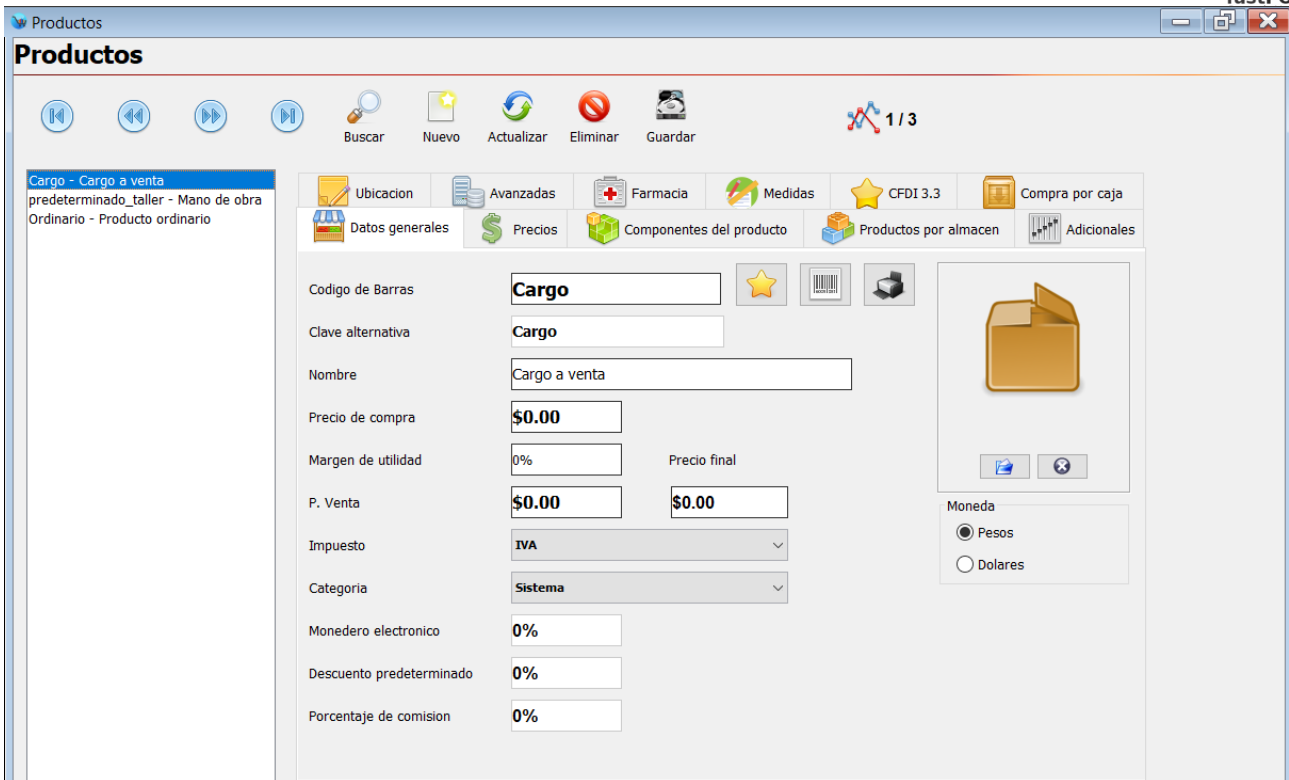 Productos
Productos
Buscar
Nuevo
Actualizar
Eliminar
Guardar
1 / 3
Cargo - Cargo a venta
predeterminado_taller - Mano de obra
Ordinario - Producto ordinario
Ubicacion
Avanzadas
Farmacia
Medidas
CFDI 3.3
Compra por caja
Datos generales
Precios
Componentes del producto
Productos por almacen
Adicionales
Codigo de Barras
Cargo
Clave alternativa
Cargo
Nombre
Cargo a venta
Precio de compra
$0.00
Margen de utilidad
0%
Precio final
P. Venta
$0.00
$0.00
Impuesto
IVA
Categoria
Sistema
Monedero electronico
0%
Descuento predeterminado
0%
Porcentaje de comision
0%
Moneda
Pesos
Dolares